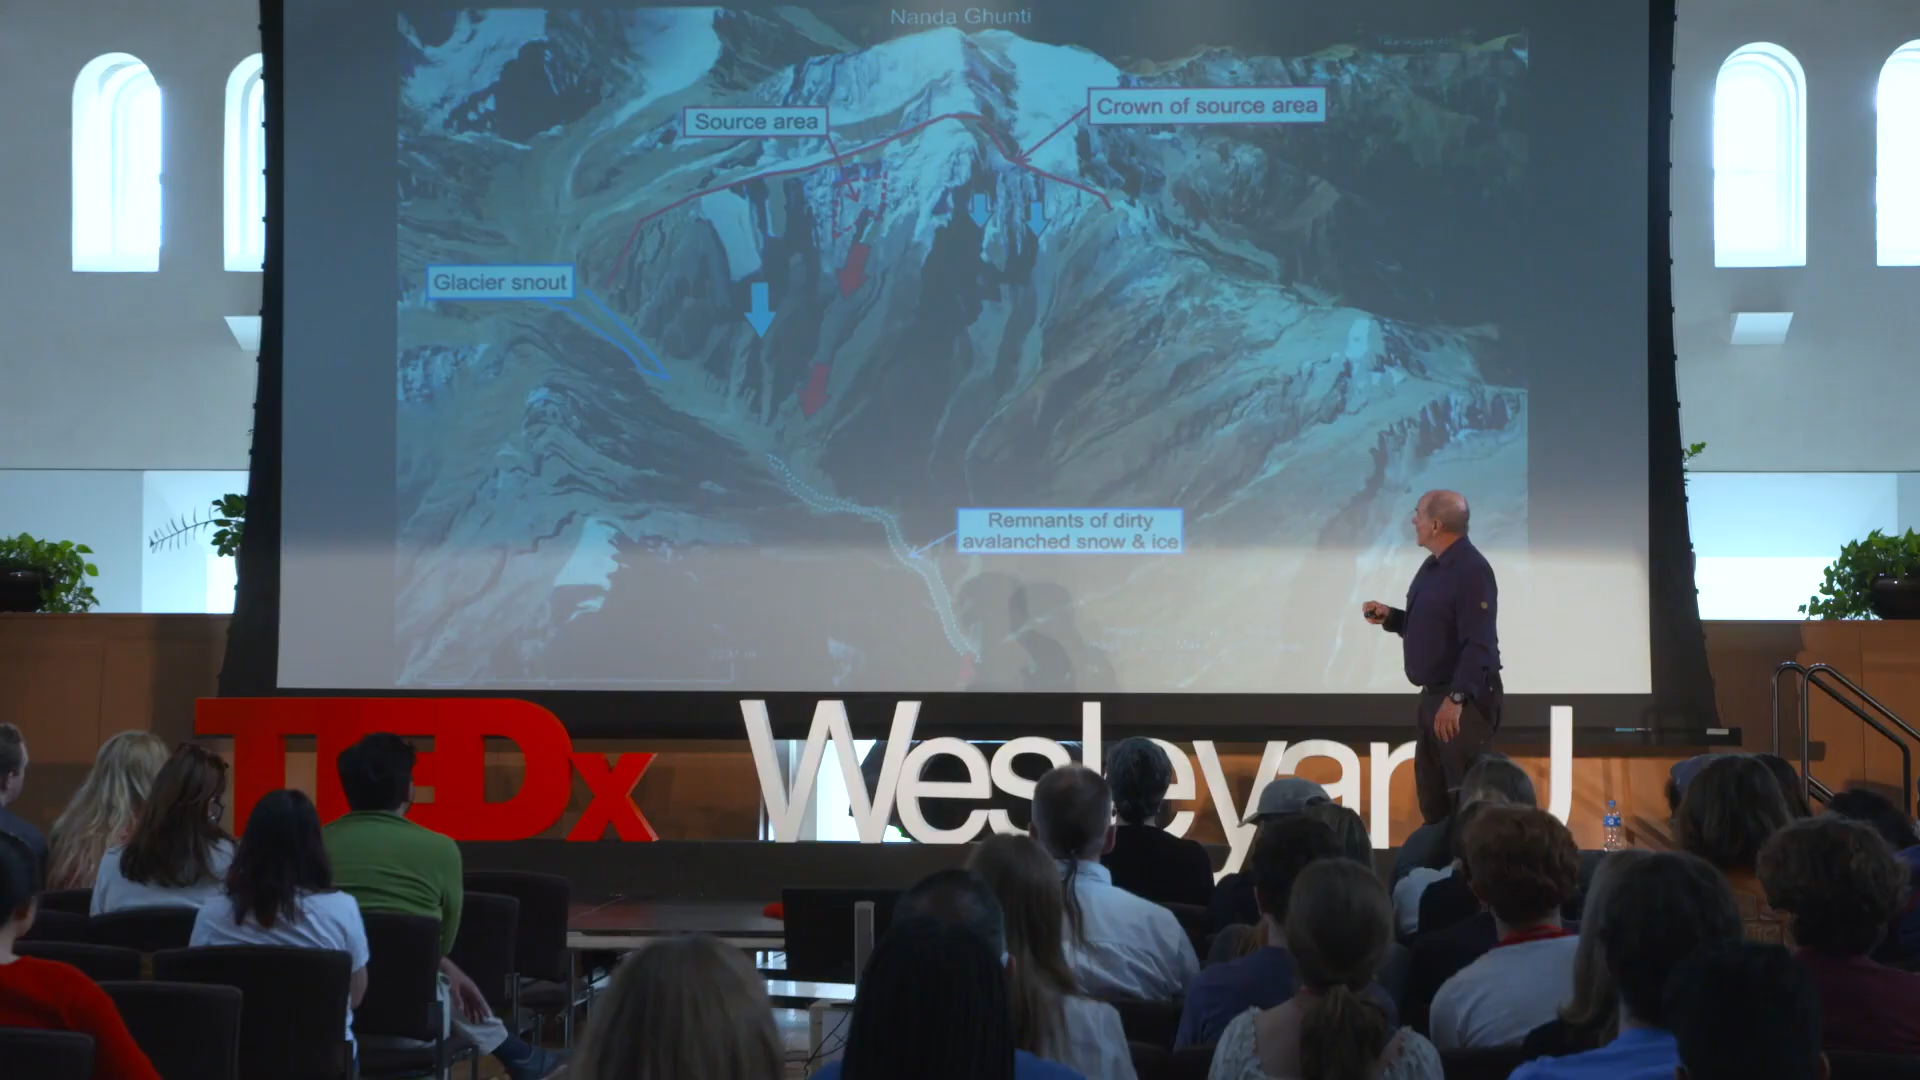 Nanda Ghunti
Source area
Crown of source area
Glacier snout
Remnants of dirty
avalanched snow & ice
TEDx Wesleyan U